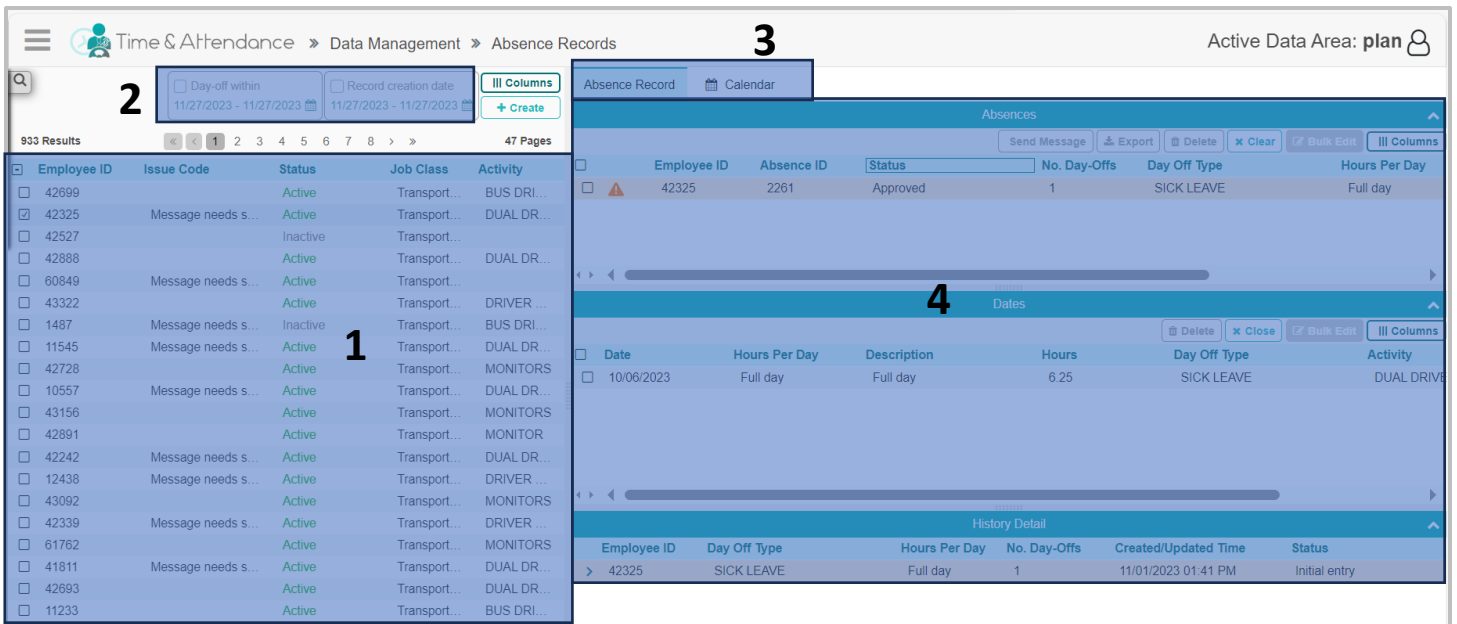 Time & Attendance » Data Management » Absence Records
Active Data Area: plan
3
2
Day-off within
11/27/2023 - 11/27/2023
Record creation date
11/27/2023 - 11/27/2023
Columns
+ Create
933 Results
« < 1 2 3 4 5 6 7 8 > »
47 Pages
Employee ID Issue Code Status Job Class Activity
42699 Active Transport... BUS DRI...
42325 Message needs s... Active Transport... DUAL DR...
42527 Inactive Transport...
42888 Active Transport... DUAL DR...
60849 Message needs s... Active Transport...
43322 Active Transport... DRIVER ...
1487 Message needs s... Inactive Transport... BUS DRI...
11545 Message needs s... Active Transport... DUAL DR...
42728 Active Transport... MONITORS
10557 Message needs s... Active Transport... DUAL DR...
43156 Active Transport... MONITORS
42891 Active Transport... MONITOR
42242 Message needs s... Active Transport... DUAL DR...
12438 Message needs s... Active Transport... DRIVER ...
43092 Active Transport... MONITORS
42339 Message needs s... Active Transport... DRIVER ...
61762 Active Transport... MONITORS
41811 Message needs s... Active Transport... DUAL DR...
42693 Active Transport... DUAL DR...
11233 Active Transport... BUS DRI...
1
Absence Record Calendar
Absences
Send Message Export Delete × Clear Bulk Edit Columns
Employee ID Absence ID Status No. Day-Offs Day Off Type Hours Per Day
42325 2261 Approved 1 SICK LEAVE Full day
4
Dates
Delete × Close Bulk Edit Columns
Date Hours Per Day Description Hours Day Off Type Activity
10/06/2023 Full day Full day 6.25 SICK LEAVE DUAL DRIVE
History Detail
Employee ID Day Off Type Hours Per Day No. Day-Offs Created/Updated Time Status
> 42325 SICK LEAVE Full day 1 11/01/2023 01:41 PM Initial entry